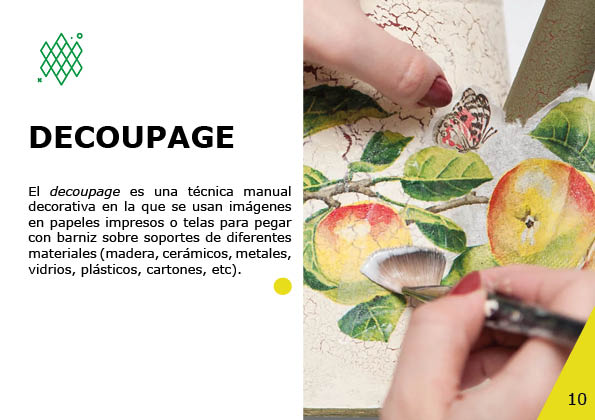 DECOUPAGE
El decoupage es una técnica manual
decorativa en la que se usan imágenes
en papeles impresos o telas para pegar
con barniz sobre soportes de diferentes
materiales (madera, cerámicos, metales,
vidrios, plásticos, cartones, etc).
10